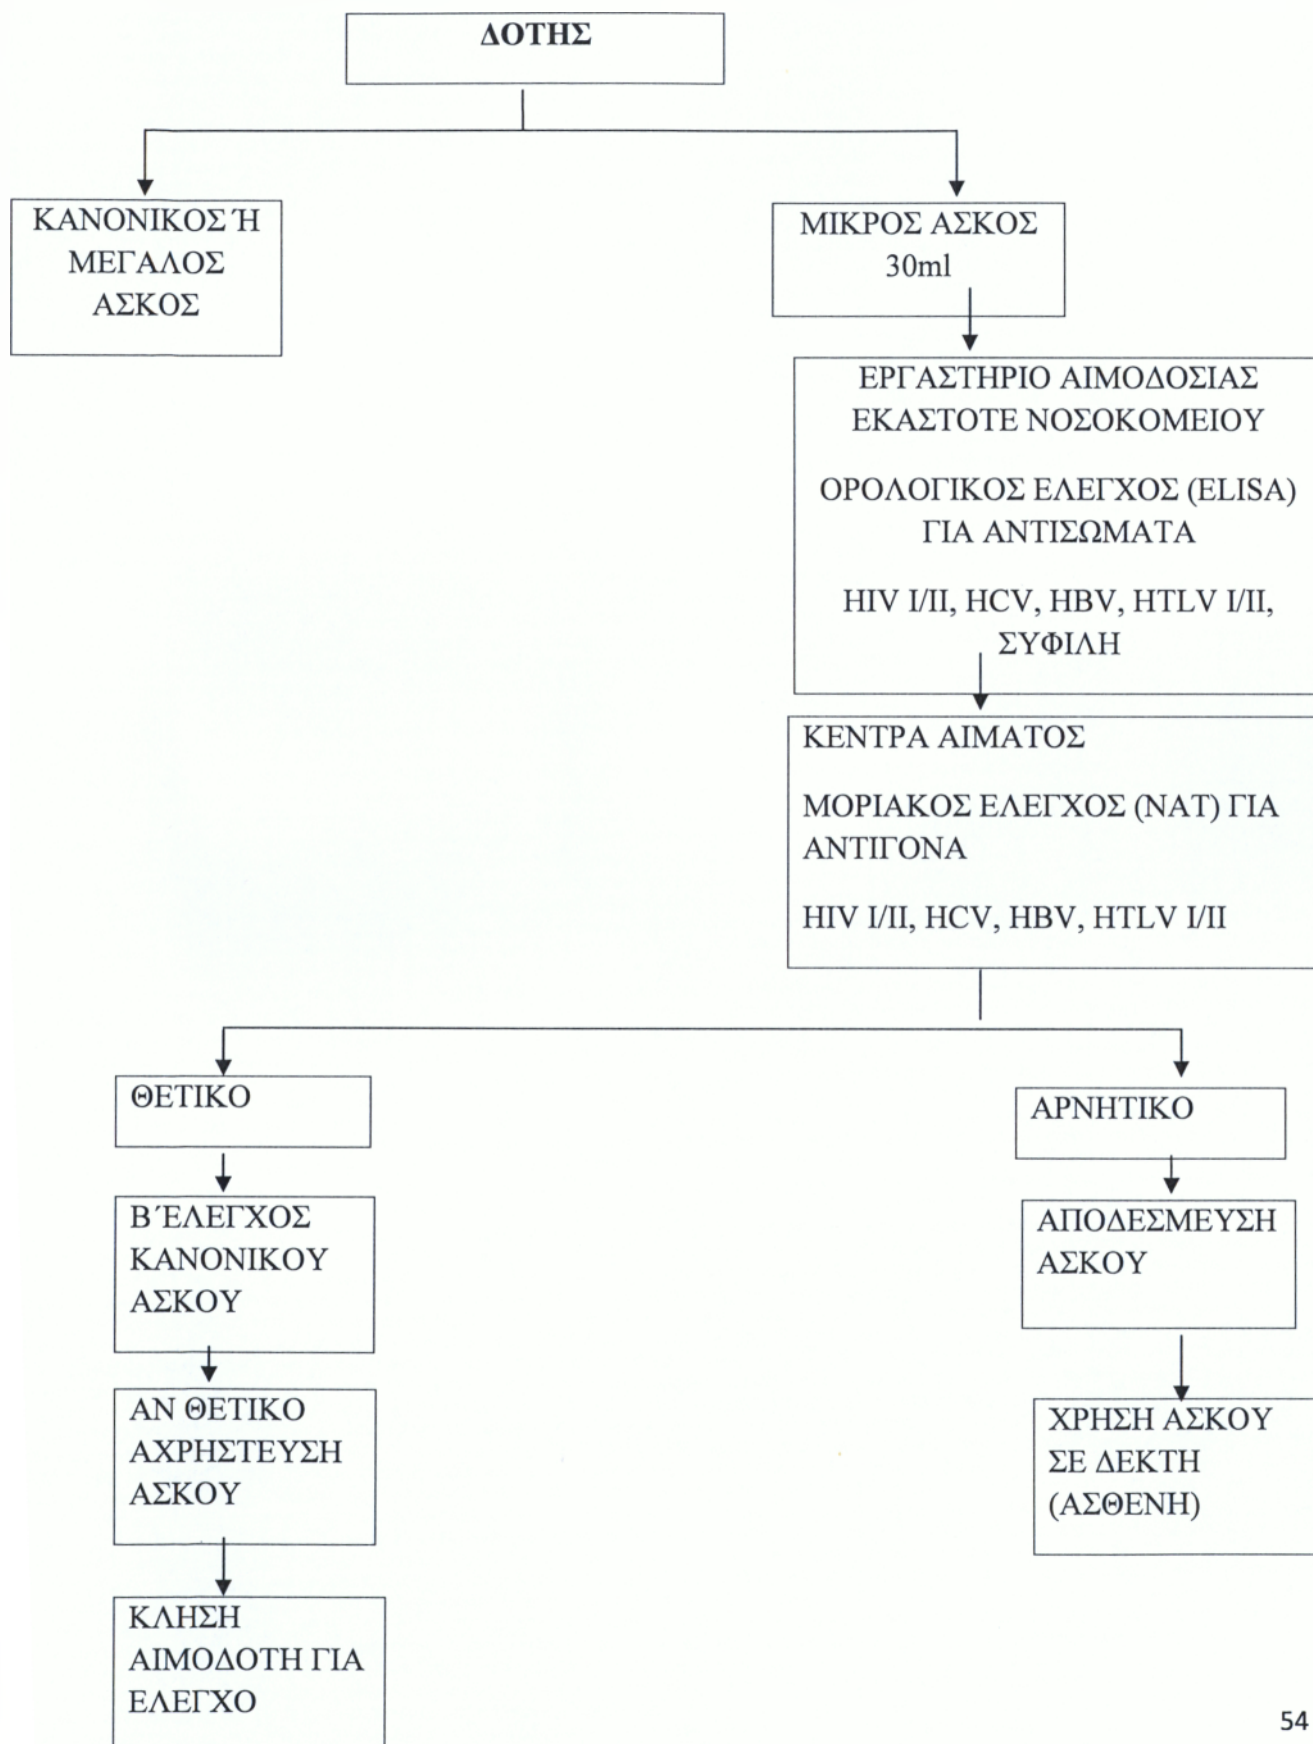 ΔΟΤΗΣ
ΚΑΝΟΝΙΚΟΣ Ή
ΜΕΓΑΛΟΣ
ΑΣΚΟΣ
ΜΙΚΡΟΣ ΑΣΚΟΣ
30ml
ΕΡΓΑΣΤΗΡΙΟ ΑΙΜΟΔΟΣΙΑΣ
ΕΚΑΣΤΟΤΕ ΝΟΣΟΚΟΜΕΙΟΥ
ΟΡΟΛΟΓΙΚΟΣ ΕΛΕΓΧΟΣ (ELISA)
ΓΙΑ ΑΝΤΙΣΩΜΑΤΑ
HIV I/II, HCV, HBV, HTLV I/II,
ΣΥΦΙΛΗ
ΚΕΝΤΡΑ ΑΙΜΑΤΟΣ
ΜΟΡΙΑΚΟΣ ΕΛΕΓΧΟΣ (NAT) ΓΙΑ
ΑΝΤΙΓΟΝΑ
HIV I/II, HCV, HBV, HTLV I/II
ΘΕΤΙΚΟ
Β΄ΕΛΕΓΧΟΣ
ΚΑΝΟΝΙΚΟΥ
ΑΣΚΟΥ
ΑΝ ΘΕΤΙΚΟ
ΑΧΡΗΣΤΕΥΣΗ
ΑΣΚΟΥ
ΚΛΗΣΗ
ΑΙΜΟΔΟΤΗ ΓΙΑ
ΕΛΕΓΧΟ
ΑΡΝΗΤΙΚΟ
ΑΠΟΔΕΣΜΕΥΣΗ
ΑΣΚΟΥ
ΧΡΗΣΗ ΑΣΚΟΥ
ΣΕ ΔΕΚΤΗ
(ΑΣΘΕΝΗ)
54